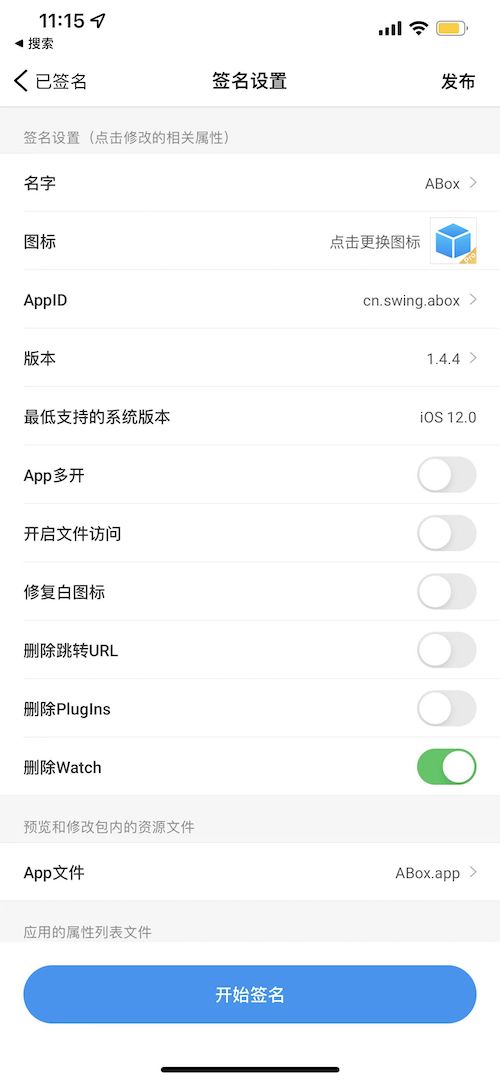 11:15
◀ 搜索
已签名
签名设置
发布
签名设置（点击修改的相关属性）
名字 ABox
图标 点击更换图标 Pro
AppID cn.swing.abox
版本 1.4.4
最低支持的系统版本 iOS 12.0
App多开
开启文件访问
修复白图标
删除跳转URL
删除PlugIns
删除Watch
预览和修改包内的资源文件
App文件 ABox.app
应用的属性列表文件
开始签名